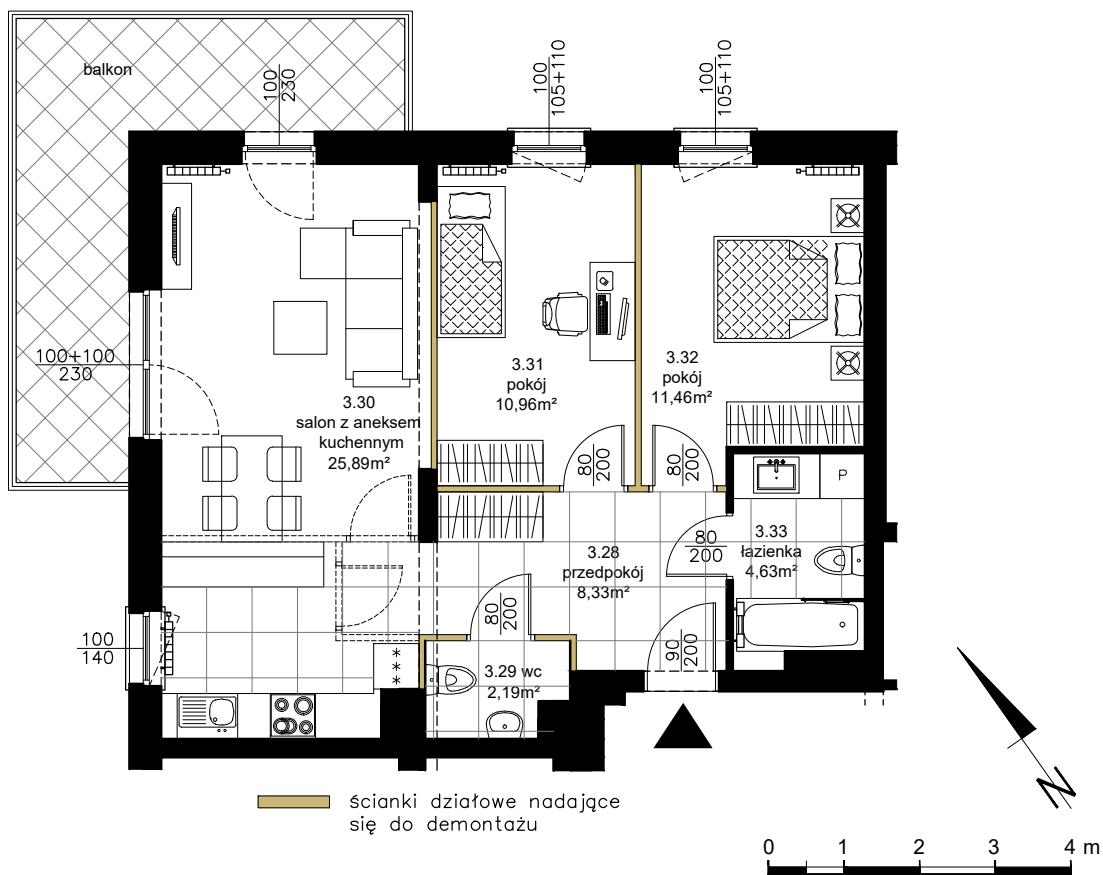 balkon
100
230
100
105+110
100
105+110
100+100
230
3.30
salon z aneksem
kuchennym
25,89m²
3.31
pokój
10,96m²
3.32
pokój
11,46m²
80
200
80
200
P
3.33
łazienka
4,63m²
80
200
3.28
przedpokój
8,33m²
80
200
90
200
100
140
3.29 wc
2,19m²
ścianki działowe nadające
się do demontażu
N
0 1 2 3 4 m